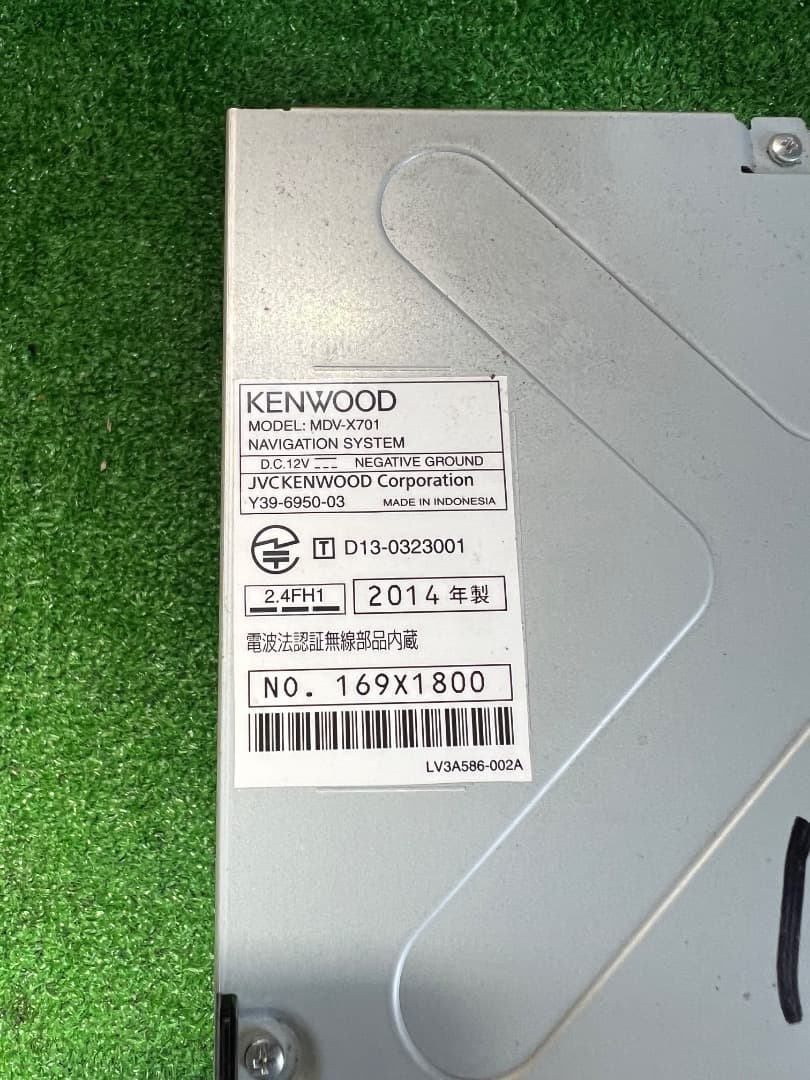 KENWOOD
MODEL: MDV-X701
NAVIGATION SYSTEM
D.C.12V NEGATIVE GROUND
JVCKENWOOD Corporation
Y39-6950-03 MADE IN INDONESIA
T D13-0323001
2.4FH1 2014 年製
電波法認証無線部品内蔵
NO. 169X1800
LV3A586-002A